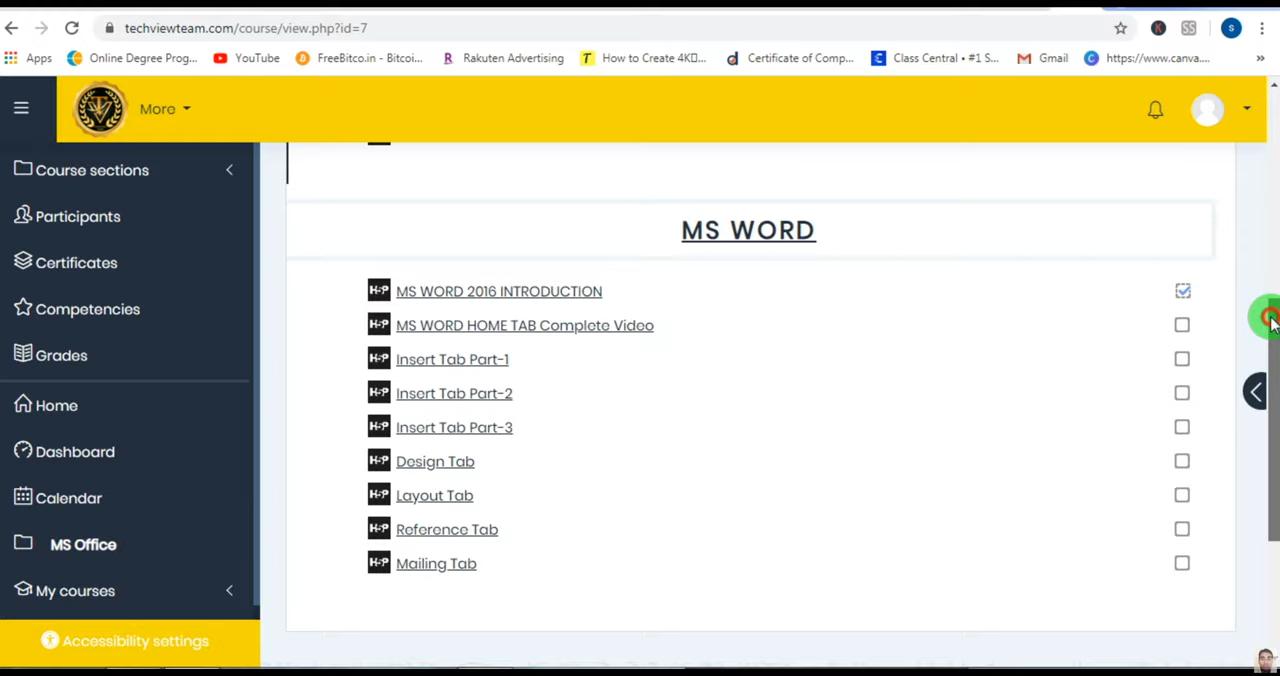 techviewteam.com/course/view.php?id=7
K SS S
Apps Online Degree Prog... YouTube FreeBitco.in - Bitcoi... R Rakuten Advertising T How to Create 4K... d Certificate of Comp... Class Central • #1 S... Gmail C https://www.canva.... »
More
Course sections
Participants
Certificates
Competencies
Grades
Home
Dashboard
Calendar
MS Office
My courses
Accessibility settings
MS WORD
H-P MS WORD 2016 INTRODUCTION
H-P MS WORD HOME TAB Complete Video
H-P Insert Tab Part-1
H-P Insert Tab Part-2
H-P Insert Tab Part-3
H-P Design Tab
H-P Layout Tab
H-P Reference Tab
H-P Mailing Tab